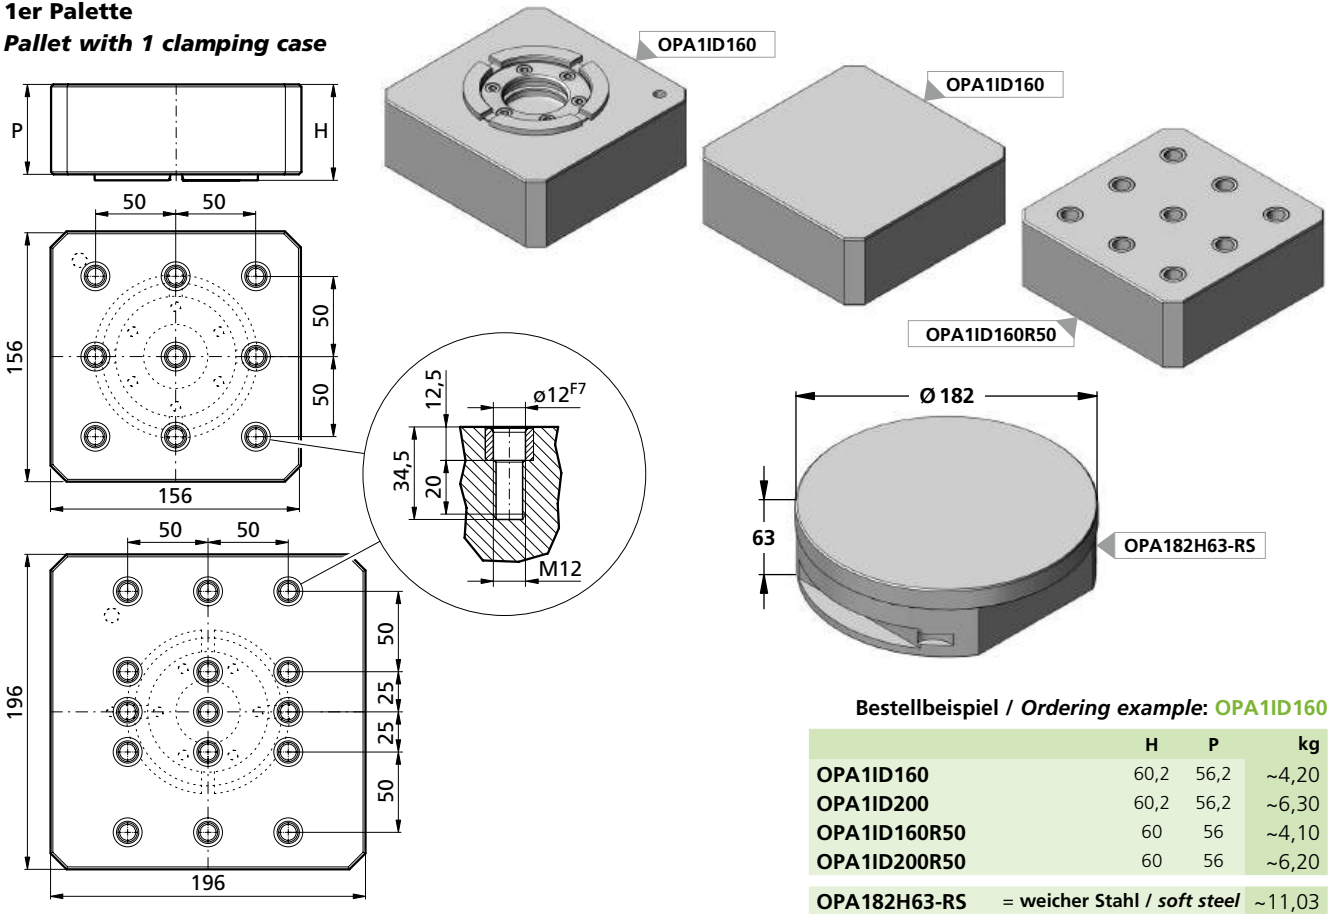 1er Palette
Pallet with 1 clamping case
OPA1ID160
OPA1ID160
OPA1ID160R50
P
H
50 50
156
50
50
156
12,5
ø12F7
34,5
20
M12
Ø 182
63
OPA182H63-RS
50 50
196
50
25
25
50
196
Bestellbeispiel / Ordering example: OPA1ID160
H P kg
OPA1ID160 60,2 56,2 ~4,20
OPA1ID200 60,2 56,2 ~6,30
OPA1ID160R50 60 56 ~4,10
OPA1ID200R50 60 56 ~6,20
OPA182H63-RS = weicher Stahl / soft steel ~11,03